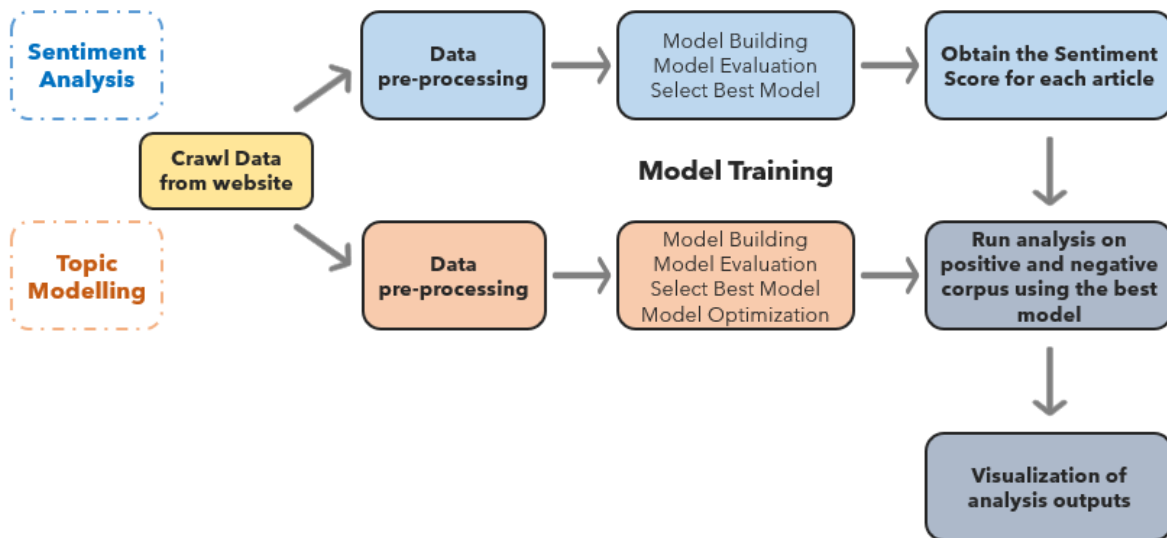 Sentiment
Analysis
Data
pre-processing
Model Building
Model Evaluation
Select Best Model
Obtain the Sentiment
Score for each article
Crawl Data
from website
Model Training
Topic
Modelling
Data
pre-processing
Model Building
Model Evaluation
Select Best Model
Model Optimization
Run analysis on
positive and negative
corpus using the best
model
Visualization of
analysis outputs